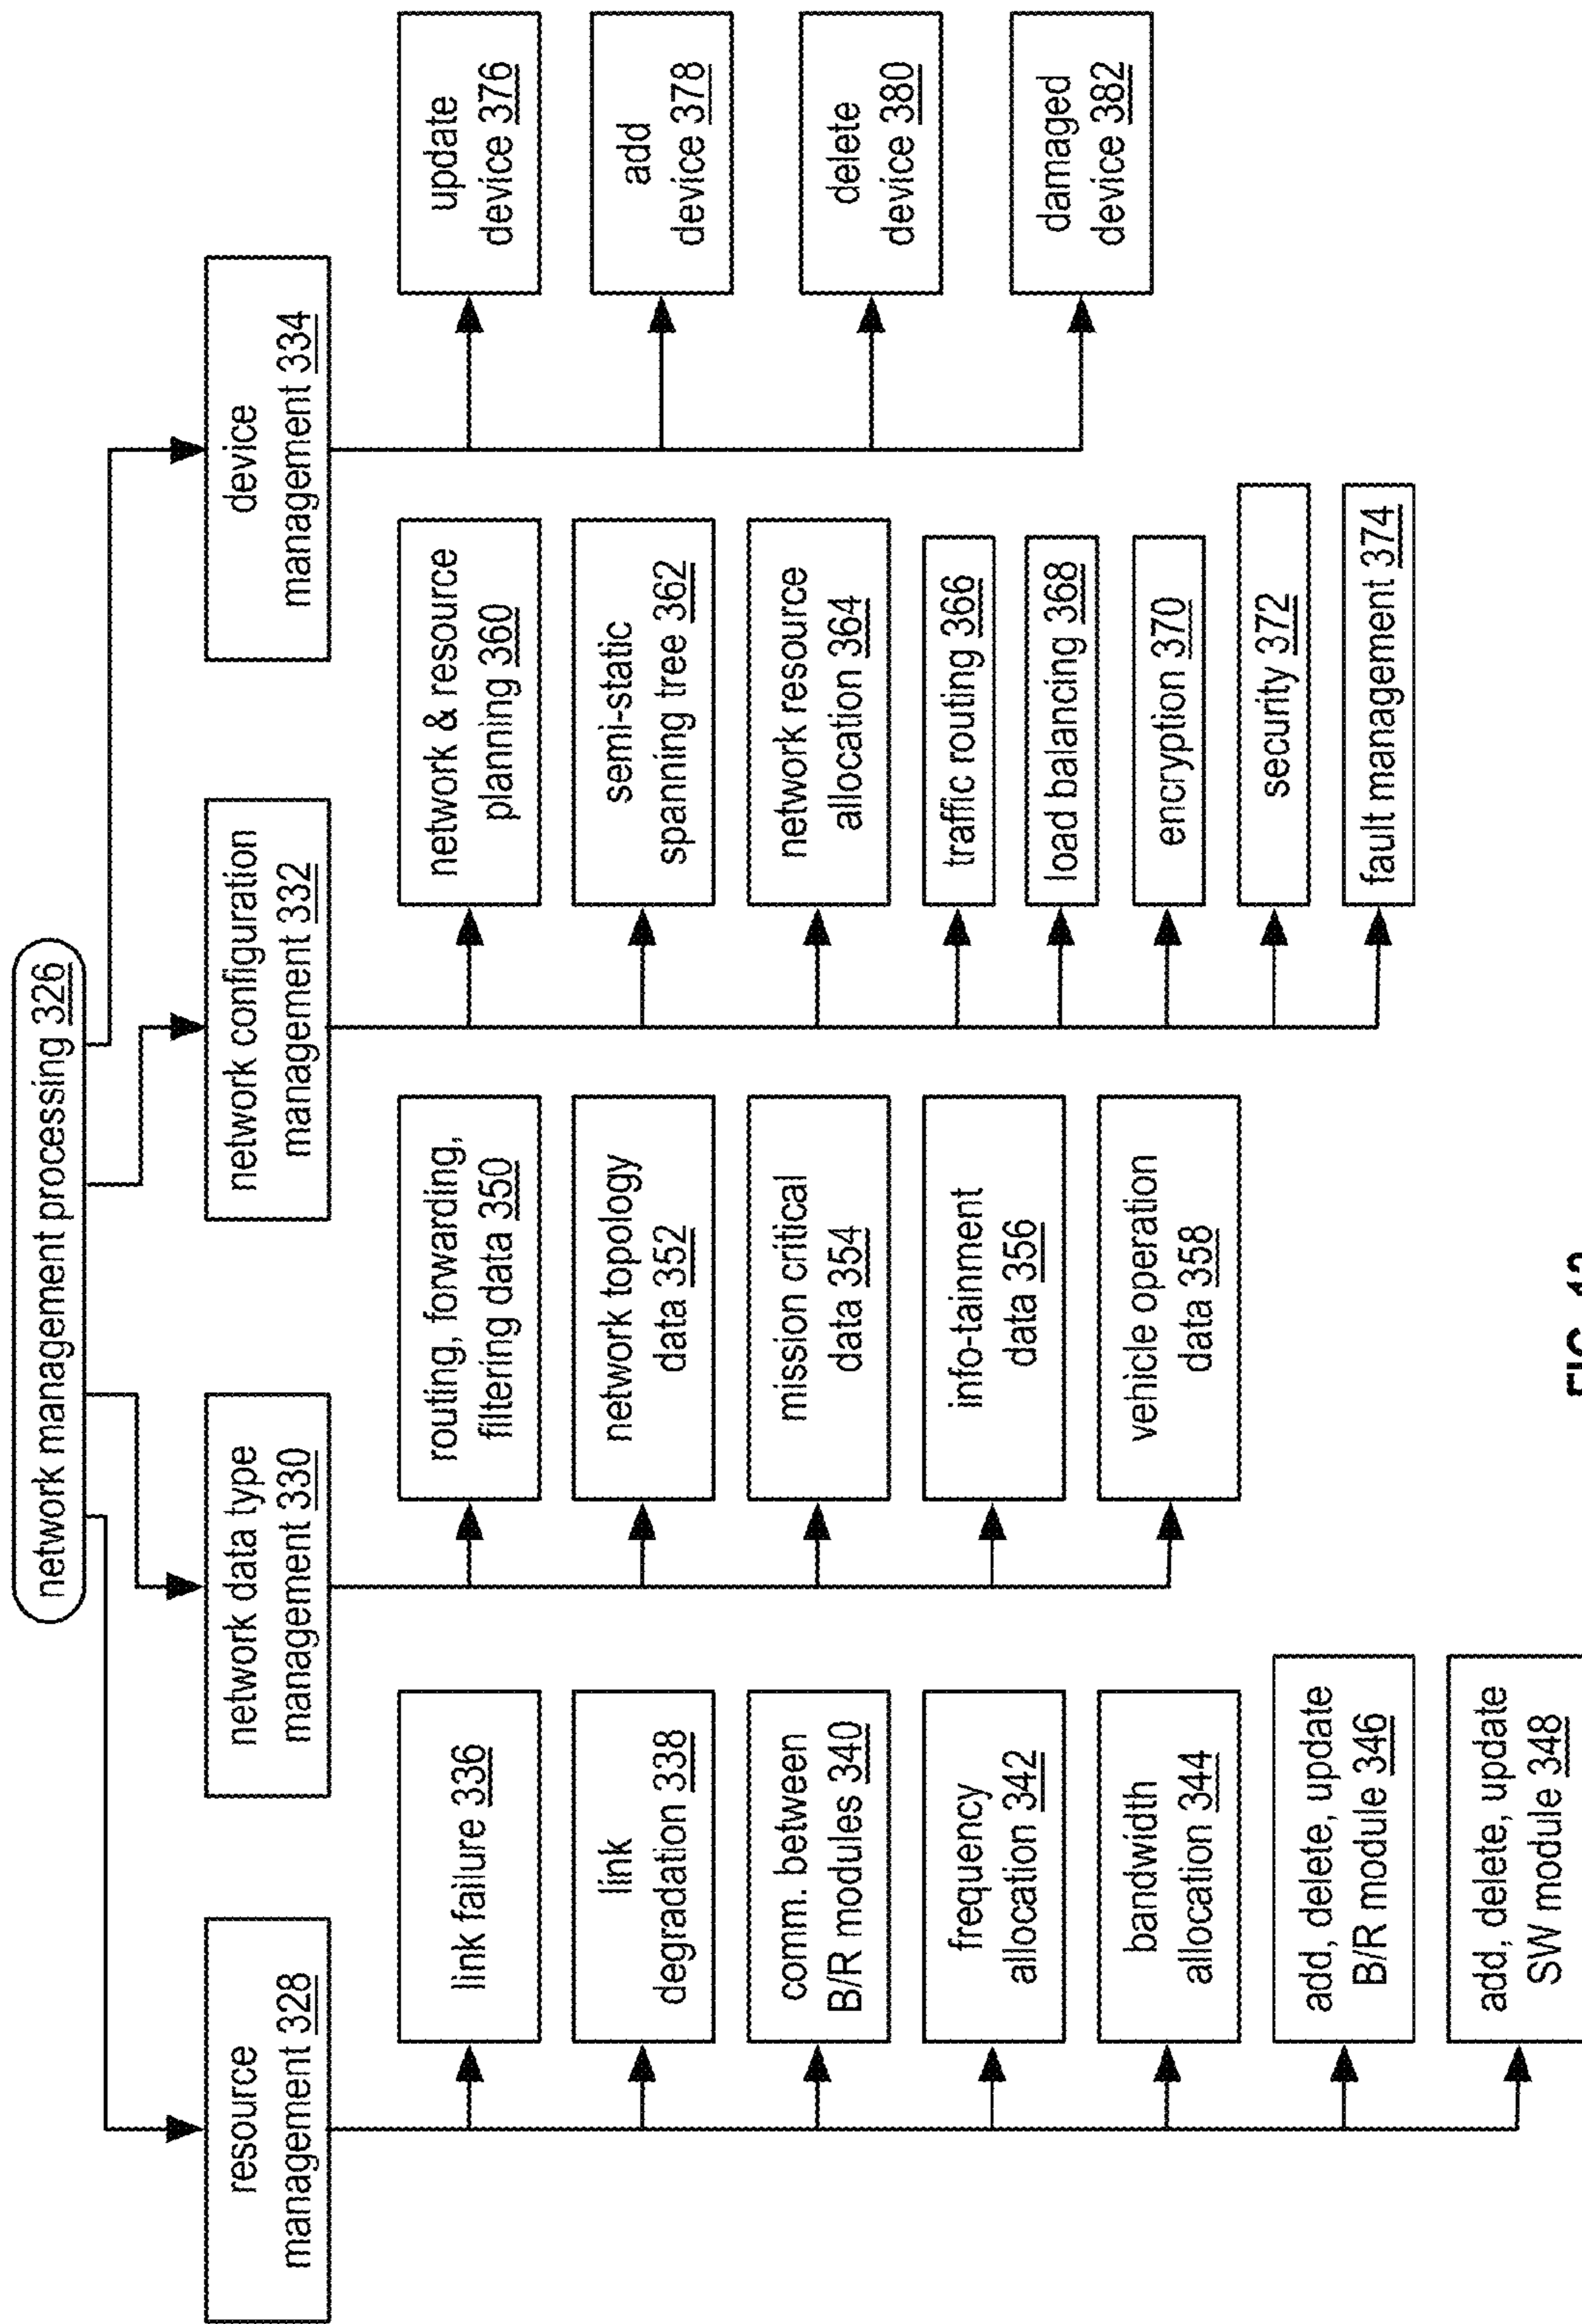 network management processing 326
resource
management 328
link failure 336
link
degradation 338
comm. between
B/R modules 340
frequency
allocation 342
bandwidth
allocation 344
add, delete, update
B/R module 346
add, delete, update
SW module 348
network data type
management 330
routing, forwarding,
filtering data 350
network topology
data 352
mission critical
data 354
info-tainment
data 356
vehicle operation
data 358
network configuration
management 332
network & resource
planning 360
semi-static
spanning tree 362
network resource
allocation 364
traffic routing 366
load balancing 368
encryption 370
security 372
fault management 374
device
management 334
update
device 376
add
device 378
delete
device 380
damaged
device 382
FIG.